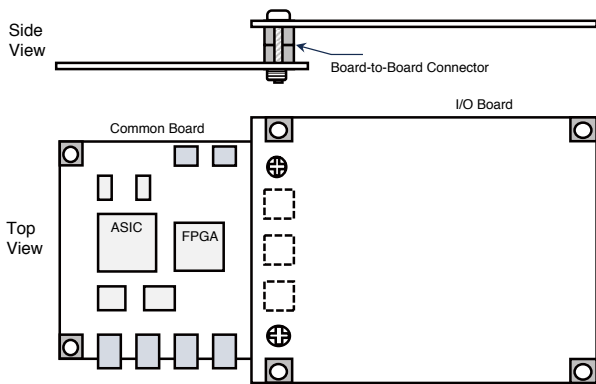 Side
View
Board-to-Board Connector
I/O Board
Common Board
Top
View
ASIC
FPGA